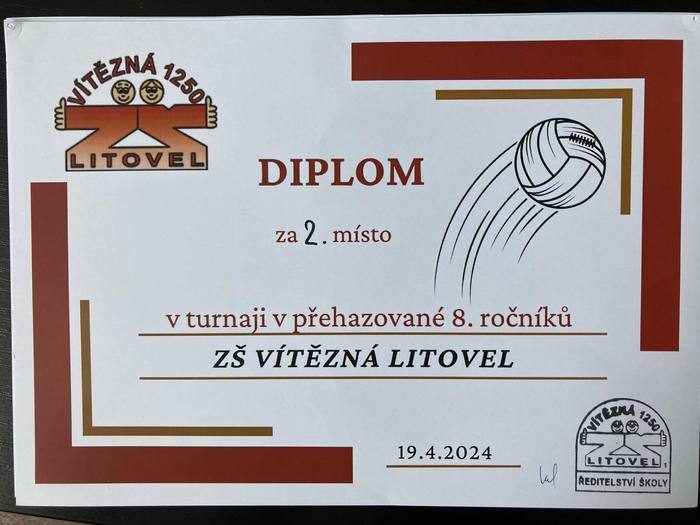 VÍTĚZNÁ 1250
LITOVEL
DIPLOM
za 2. místo
v turnaji v přehazované 8. ročníků
ZŠ VÍTĚZNÁ LITOVEL
19.4.2024
VÍTĚZNÁ 1250
LITOVEL 1
ŘEDITELSTVÍ ŠKOLY